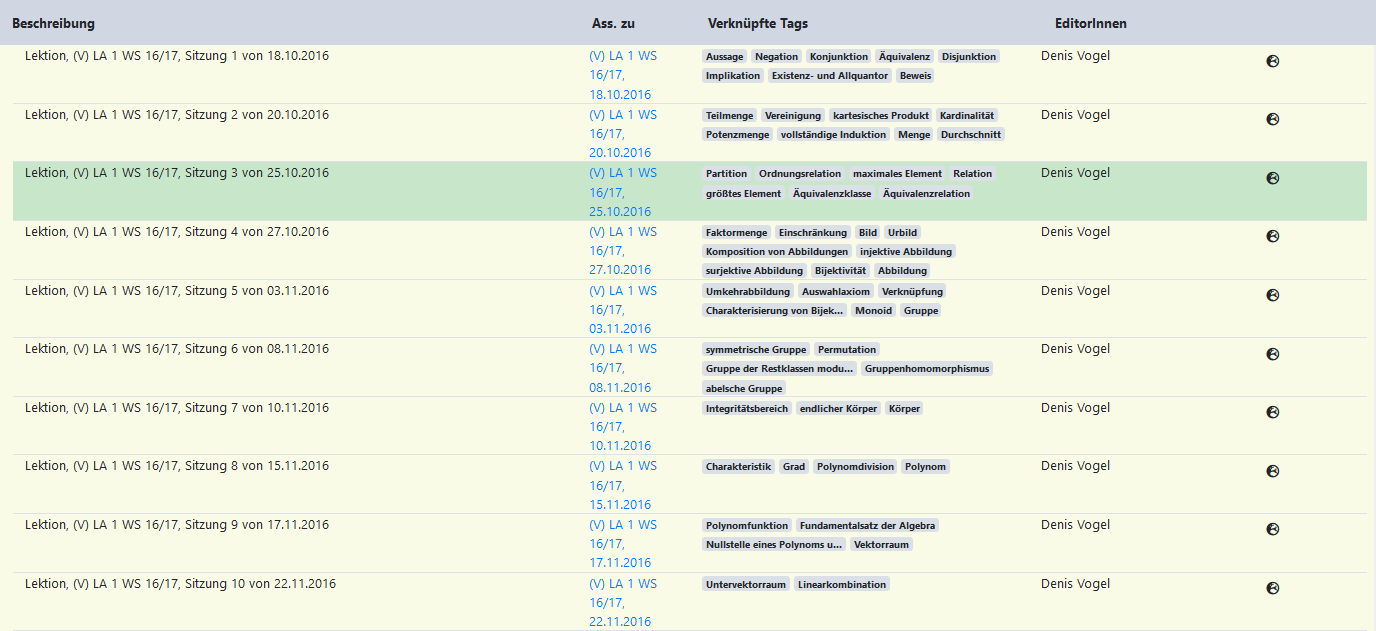 Beschreibung Ass. zu Verknüpfte Tags EditorInnen
Lektion, (V) LA 1 WS 16/17, Sitzung 1 von 18.10.2016 (V) LA 1 WS Aussage Negation Konjunktion Äquivalenz Disjunktion Denis Vogel
16/17, Implikation Existenz- und Allquantor Beweis
18.10.2016
Lektion, (V) LA 1 WS 16/17, Sitzung 2 von 20.10.2016 (V) LA 1 WS Teilmenge Vereinigung kartesisches Produkt Kardinalität Denis Vogel
16/17, Potenzmenge vollständige Induktion Menge Durchschnitt
20.10.2016
Lektion, (V) LA 1 WS 16/17, Sitzung 3 von 25.10.2016 (V) LA 1 WS Partition Ordnungsrelation maximales Element Relation Denis Vogel
16/17, größtes Element Äquivalenzklasse Äquivalenzrelation
25.10.2016
Lektion, (V) LA 1 WS 16/17, Sitzung 4 von 27.10.2016 (V) LA 1 WS Faktormenge Einschränkung Bild Urbild Denis Vogel
16/17, Komposition von Abbildungen injektive Abbildung
27.10.2016 surjektive Abbildung Bijektivität Abbildung
Lektion, (V) LA 1 WS 16/17, Sitzung 5 von 03.11.2016 (V) LA 1 WS Umkehrabbildung Auswahlaxiom Verknüpfung Denis Vogel
16/17, Charakterisierung von Bijek... Monoid Gruppe
03.11.2016
Lektion, (V) LA 1 WS 16/17, Sitzung 6 von 08.11.2016 (V) LA 1 WS symmetrische Gruppe Permutation Denis Vogel
16/17, Gruppe der Restklassen modu... Gruppenhomomorphismus
08.11.2016 abelsche Gruppe
Lektion, (V) LA 1 WS 16/17, Sitzung 7 von 10.11.2016 (V) LA 1 WS Integritätsbereich endlicher Körper Körper Denis Vogel
16/17,
10.11.2016
Lektion, (V) LA 1 WS 16/17, Sitzung 8 von 15.11.2016 (V) LA 1 WS Charakteristik Grad Polynomdivision Polynom Denis Vogel
16/17,
15.11.2016
Lektion, (V) LA 1 WS 16/17, Sitzung 9 von 17.11.2016 (V) LA 1 WS Polynomfunktion Fundamentalsatz der Algebra Denis Vogel
16/17, Nullstelle eines Polynoms u... Vektorraum
17.11.2016
Lektion, (V) LA 1 WS 16/17, Sitzung 10 von 22.11.2016 (V) LA 1 WS Untervektorraum Linearkombination Denis Vogel
16/17,
22.11.2016